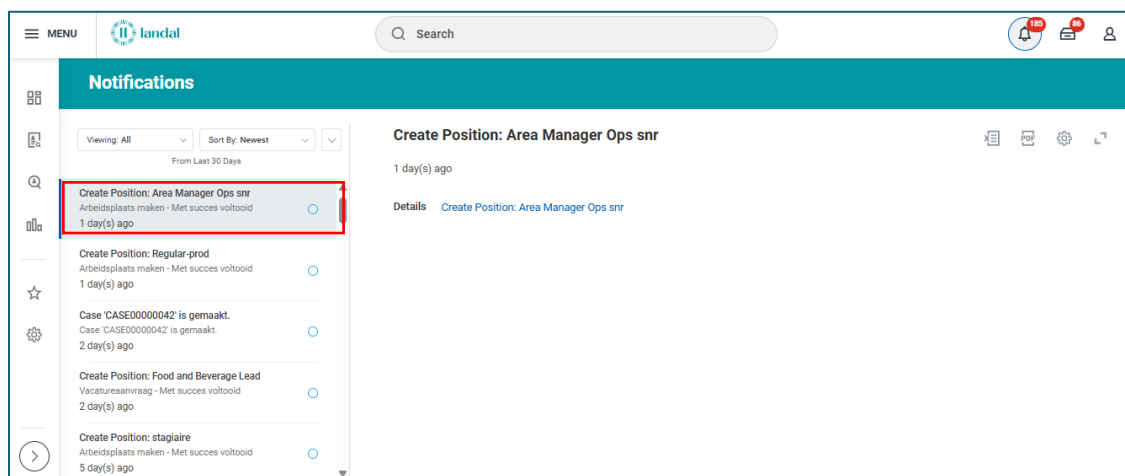 MENU
landal
Search
185
86
Notifications
Viewing: All
Sort By: Newest
From Last 30 Days
Create Position: Area Manager Ops snr
Arbeidsplaats maken - Met succes voltooid
1 day(s) ago
Create Position: Regular-prod
Arbeidsplaats maken - Met succes voltooid
1 day(s) ago
Case 'CASE00000042' is gemaakt.
Case 'CASE00000042' is gemaakt.
2 day(s) ago
Create Position: Food and Beverage Lead
Vacatureaanvraag - Met succes voltooid
2 day(s) ago
Create Position: stagiaire
Arbeidsplaats maken - Met succes voltooid
5 day(s) ago
Create Position: Area Manager Ops snr
PDF
1 day(s) ago
Details Create Position: Area Manager Ops snr